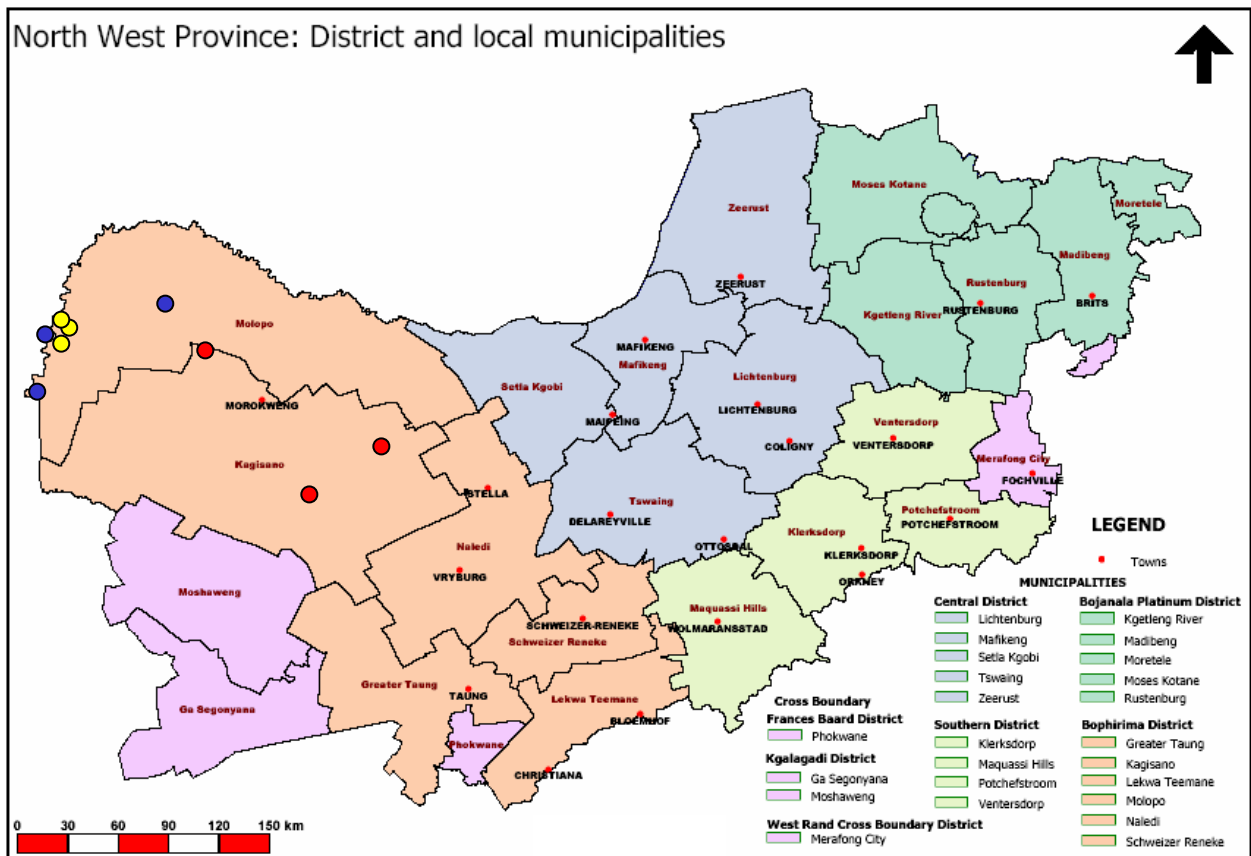 North West Province: District and local municipalities
Moses Kotane
Moretele
Zeerust
Madibeng
ZEERUST
Rustenburg
BRITS
RUSTENBURG
Kgetleng River
Molopo
MAFIKENG
Mafikeng
Setla Kgobi
Lichtenburg
MOROKWENG
LICHTENBURG
MAIPEING
Ventersdorp
VENTERSDORP
COLIGNY
Merafong City
FOCHVILLE
Kagisano
STELLA
Tswaing
DELAREYVILLE
Potchefstroom
POTCHEFSTROOM
Klerksdorp
OTTOSDAL
KLERKSDORP
ORKNEY
Naledi
VRYBURG
Moshaweng
Maquassi Hills
WOLMARANSSTAD
SCHWEIZER-RENEKE
Schweizer Reneke
Greater Taung
TAUNG
Lekwa Teemane
Ga Segonyana
BLOEMHOF
Phokwane
CHRISTIANA
LEGEND
Towns
MUNICIPALITIES
Central District
Lichtenburg
Mafikeng
Setla Kgobi
Tswaing
Zeerust
Bojanala Platinum District
Kgetleng River
Madibeng
Moretele
Moses Kotane
Rustenburg
Cross Boundary
Frances Baard District
Phokwane
Kgalagadi District
Ga Segonyana
Moshaweng
West Rand Cross Boundary District
Merafong City
Southern District
Klerksdorp
Maquassi Hills
Potchefstroom
Ventersdorp
Bophirima District
Greater Taung
Kagisano
Lekwa Teemane
Molopo
Naledi
Schweizer Reneke
0 30 60 90 120 150 km